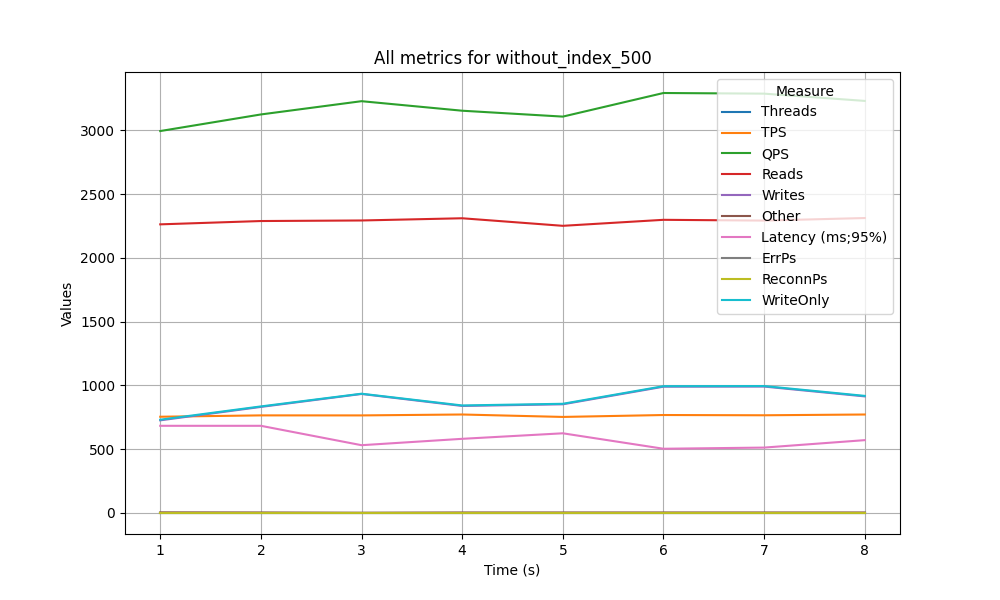 All metrics for without_index_500
Measure
Threads
TPS
QPS
Reads
Writes
Other
Latency (ms;95%)
ErrPs
ReconnPs
WriteOnly
Values
3000
2500
2000
1500
1000
500
0
1 2 3 4 5 6 7 8
Time (s)